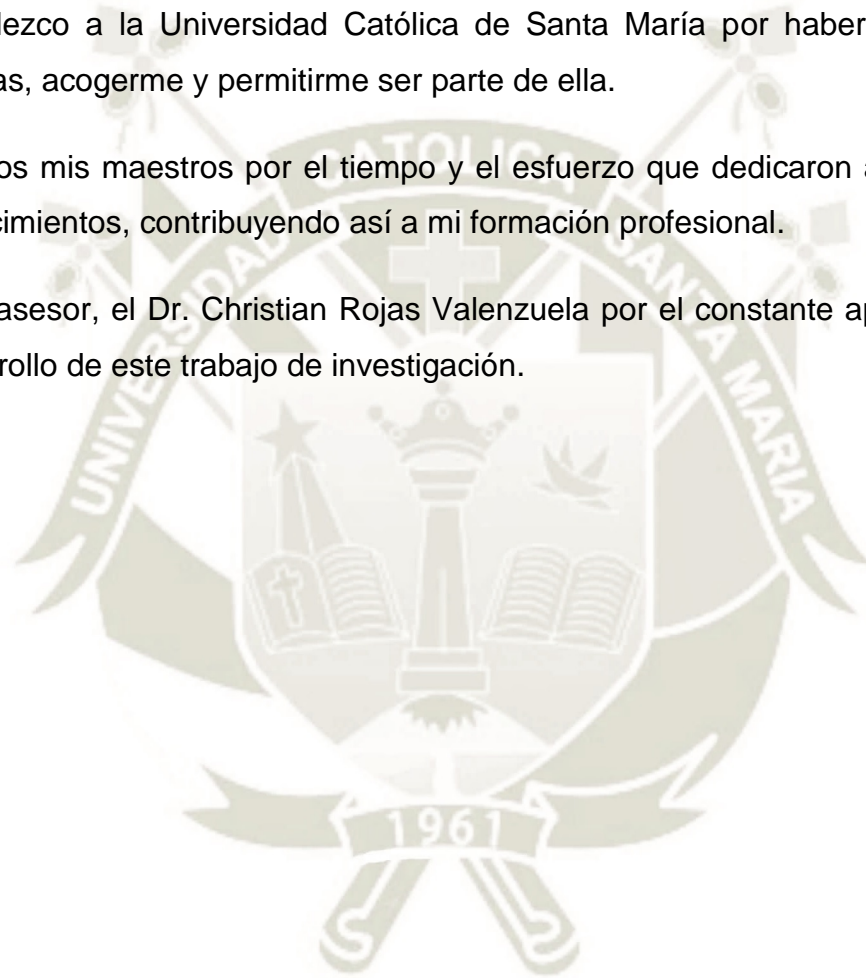 lezco a la Universidad Católica de Santa María por haber
as, acogerme y permitirme ser parte de ella.
os mis maestros por el tiempo y el esfuerzo que dedicaron a
cimientos, contribuyendo así a mi formación profesional.
asesor, el Dr. Christian Rojas Valenzuela por el constante ap
rollo de este trabajo de investigación.
UNIVERSIDAD CATOLICA SANTA MARIA
1961